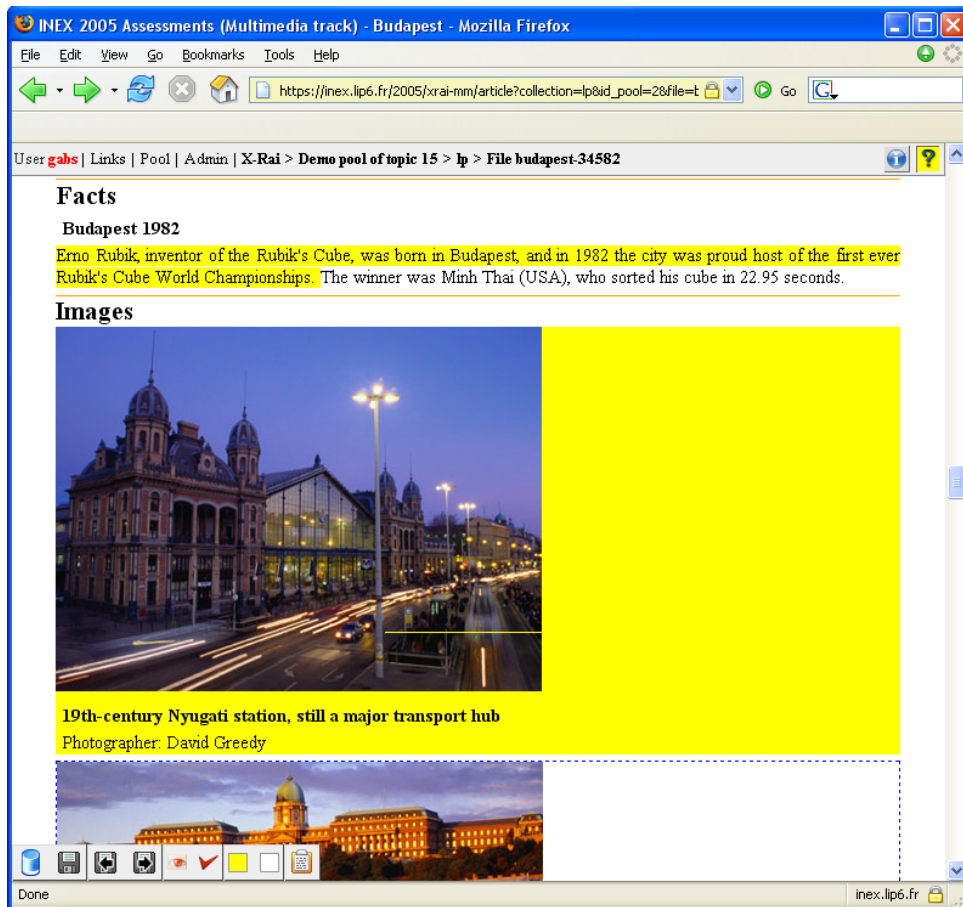 INEX 2005 Assessments (Multimedia track) - Budapest - Mozilla Firefox
File Edit View Go Bookmarks Tools Help
https://inex.lip6.fr/2005/xrai-mm/article?collection=lp&id_pool=2&file=b Go G
User gabs | Links | Pool | Admin | X-Rai > Demo pool of topic 15 > lp > File budapest-34582
Facts
Budapest 1982
Erno Rubik, inventor of the Rubik's Cube, was born in Budapest, and in 1982 the city was proud host of the first ever
Rubik's Cube World Championships. The winner was Minh Thai (USA), who sorted his cube in 22.95 seconds.
Images
19th-century Nyugati station, still a major transport hub
Photographer: David Greedy
Done inex.lip6.fr